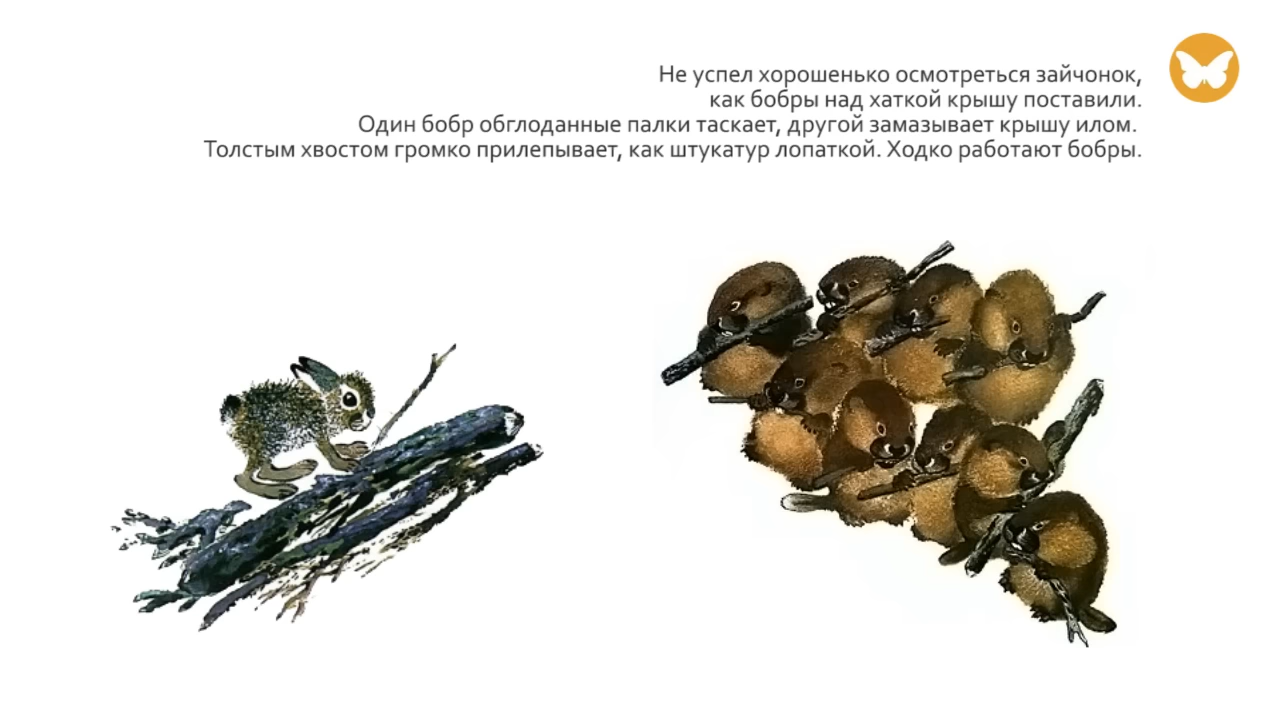 Не успел хорошенько осмотреться зайчонок,
как бобры над хаткой крышу поставили.
Один бобр обглоданные палки таскает, другой замазывает крышу илом.
Толстым хвостом громко прилепывает, как штукатур лопаткой. Ходко работают бобры.